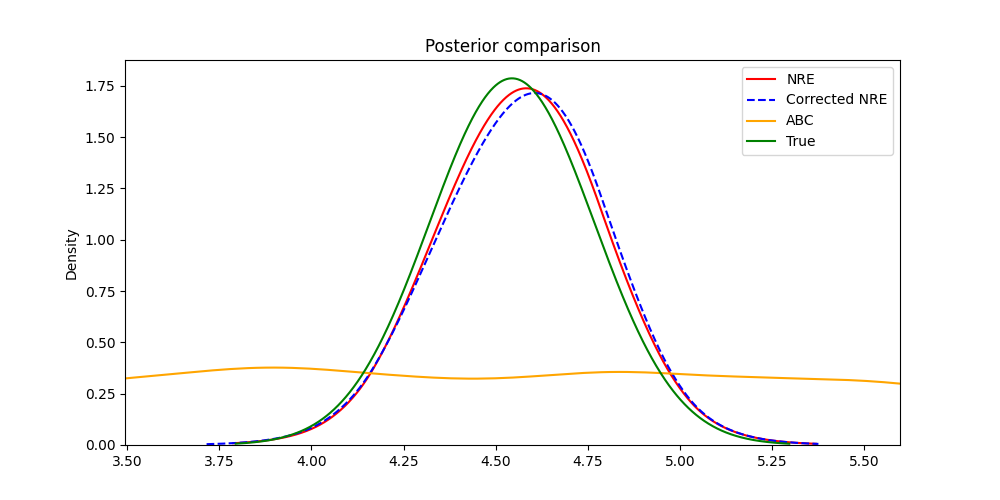 Posterior comparison
NRE
Corrected NRE
ABC
True
Density
1.75
1.50
1.25
1.00
0.75
0.50
0.25
0.00
3.50 3.75 4.00 4.25 4.50 4.75 5.00 5.25 5.50